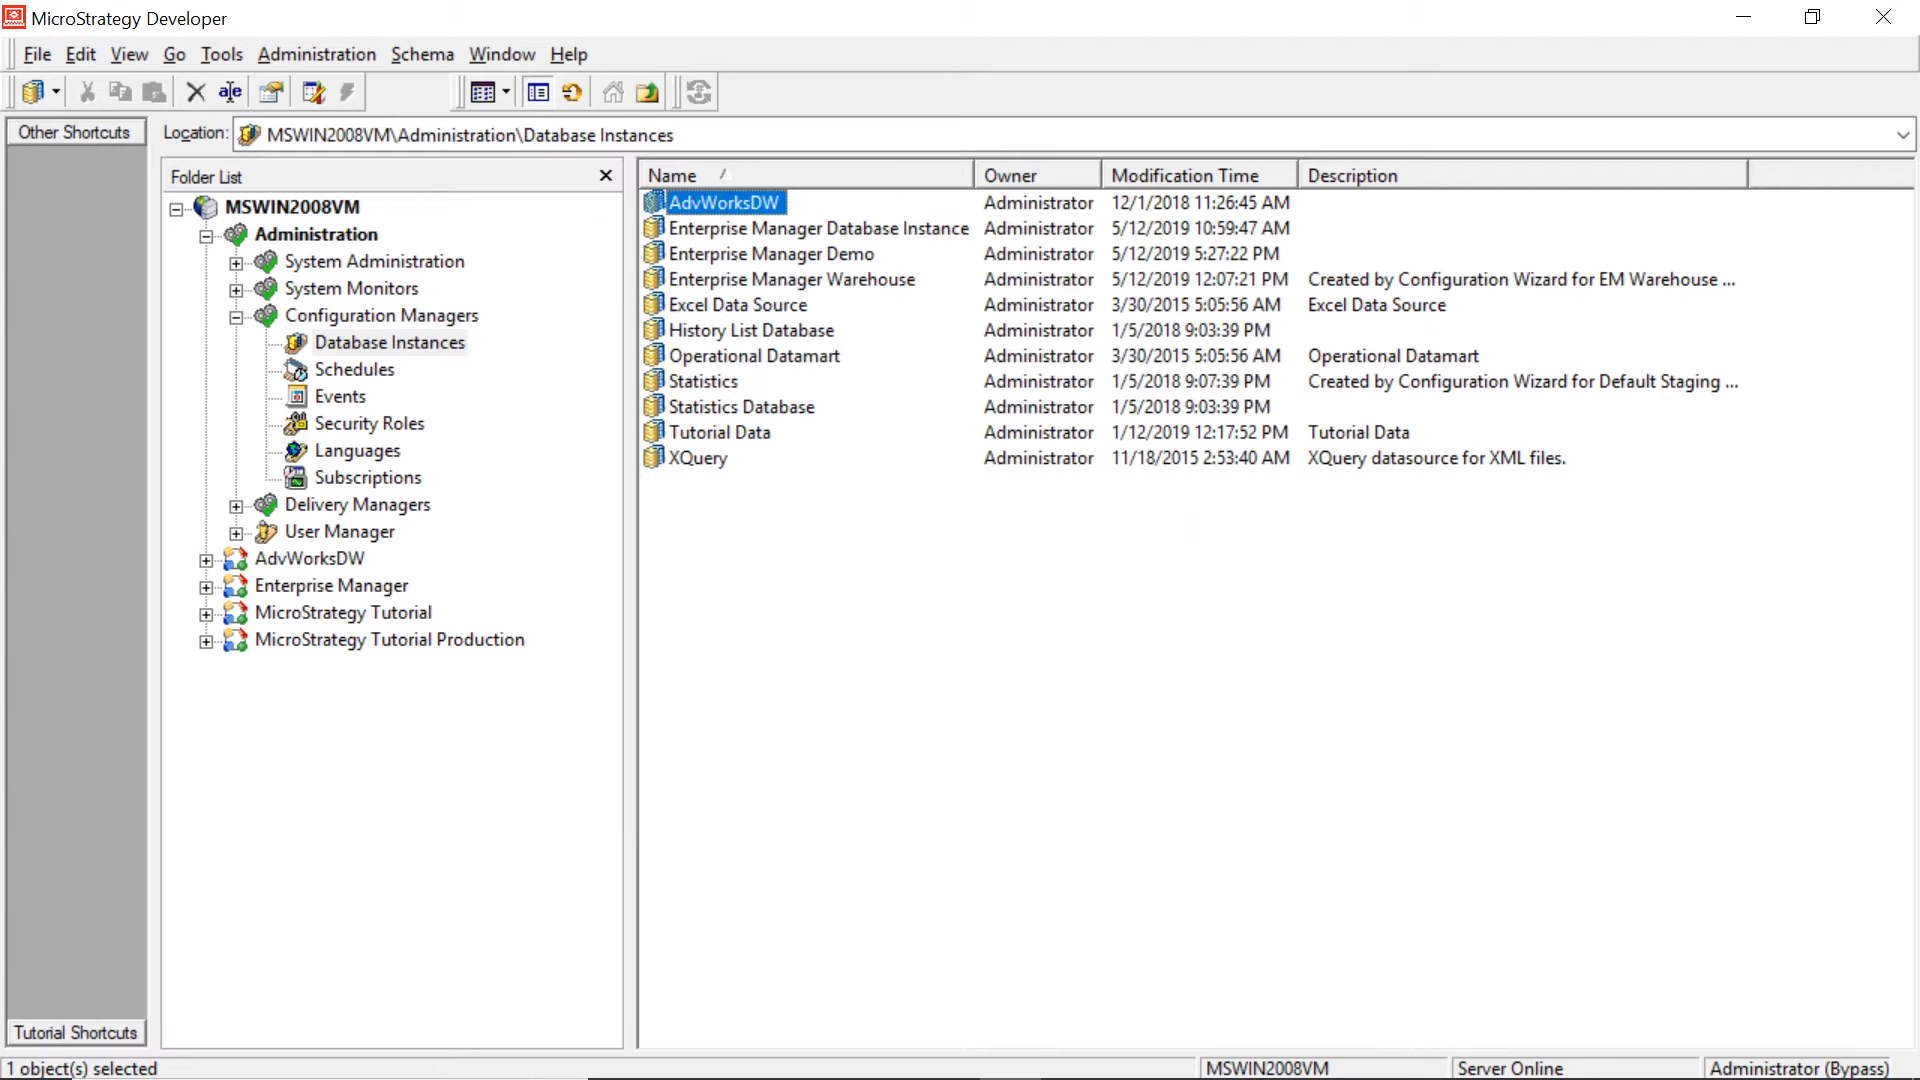 MicroStrategy Developer
File Edit View Go Tools Administration Schema Window Help
Other Shortcuts
Location: MSWIN2008VM\Administration\Database Instances
Folder List
MSWIN2008VM
Administration
System Administration
System Monitors
Configuration Managers
Database Instances
Schedules
Events
Security Roles
Languages
Subscriptions
Delivery Managers
User Manager
AdvWorksDW
Enterprise Manager
MicroStrategy Tutorial
MicroStrategy Tutorial Production
Name Owner Modification Time Description
AdvWorksDW Administrator 12/1/2018 11:26:45 AM
Enterprise Manager Database Instance Administrator 5/12/2019 10:59:47 AM
Enterprise Manager Demo Administrator 5/12/2019 5:27:22 PM
Enterprise Manager Warehouse Administrator 5/12/2019 12:07:21 PM Created by Configuration Wizard for EM Warehouse ...
Excel Data Source Administrator 3/30/2015 5:05:56 AM Excel Data Source
History List Database Administrator 1/5/2018 9:03:39 PM
Operational Datamart Administrator 3/30/2015 5:05:56 AM Operational Datamart
Statistics Administrator 1/5/2018 9:07:39 PM Created by Configuration Wizard for Default Staging ...
Statistics Database Administrator 1/5/2018 9:03:39 PM
Tutorial Data Administrator 1/12/2019 12:17:52 PM Tutorial Data
XQuery Administrator 11/18/2015 2:53:40 AM XQuery datasource for XML files.
Tutorial Shortcuts
1 object(s) selected MSWIN2008VM Server Online Administrator (Bypass)